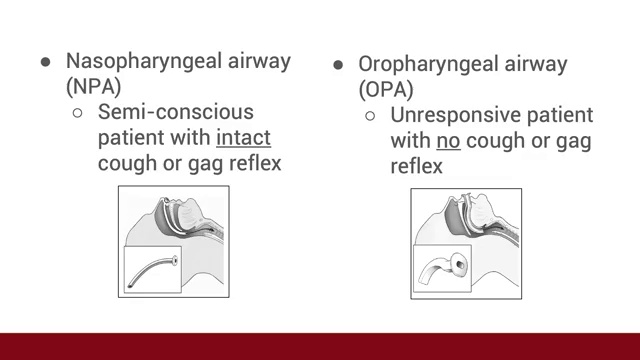 ● Nasopharyngeal airway
(NPA)
○ Semi-conscious
patient with intact
cough or gag reflex
● Oropharyngeal airway
(OPA)
○ Unresponsive patient
with no cough or gag
reflex